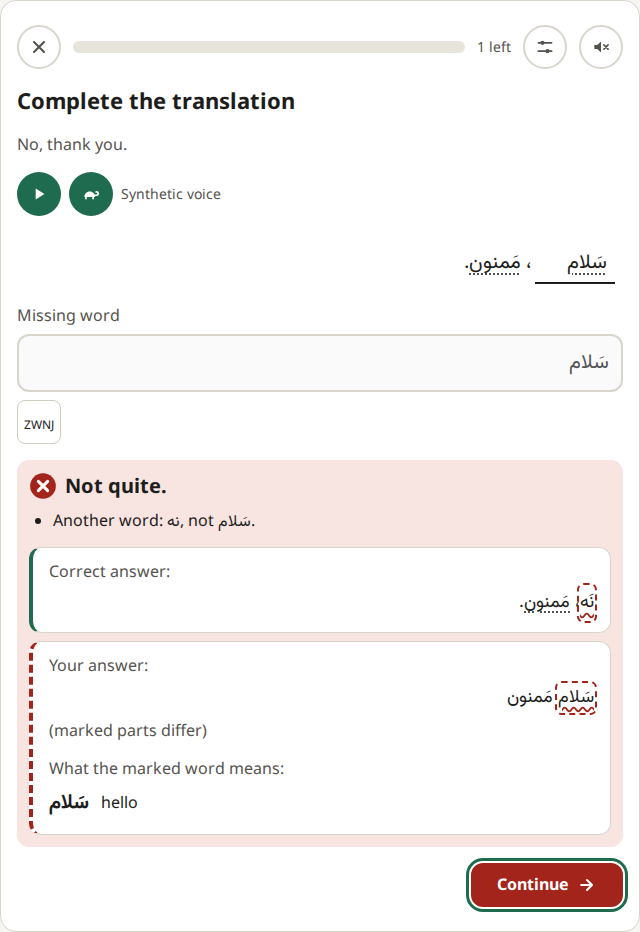 1 left
Complete the translation
No, thank you.
Synthetic voice
سَلام ، مَمنون.
Missing word
سَلام
ZWNJ
Not quite.
• Another word: نه, not سَلام.
Correct answer:
نَه، مَمنون.
Your answer:
سَلام مَمنون
(marked parts differ)
What the marked word means:
سَلام hello
Continue →